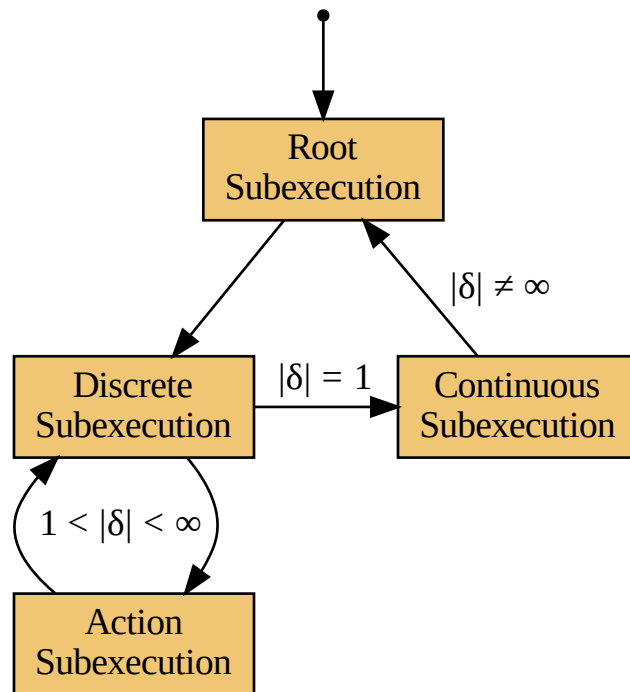 Root
Subexecution
|δ| ≠ ∞
Discrete
Subexecution
|δ| = 1
Continuous
Subexecution
1 < |δ| < ∞
Action
Subexecution